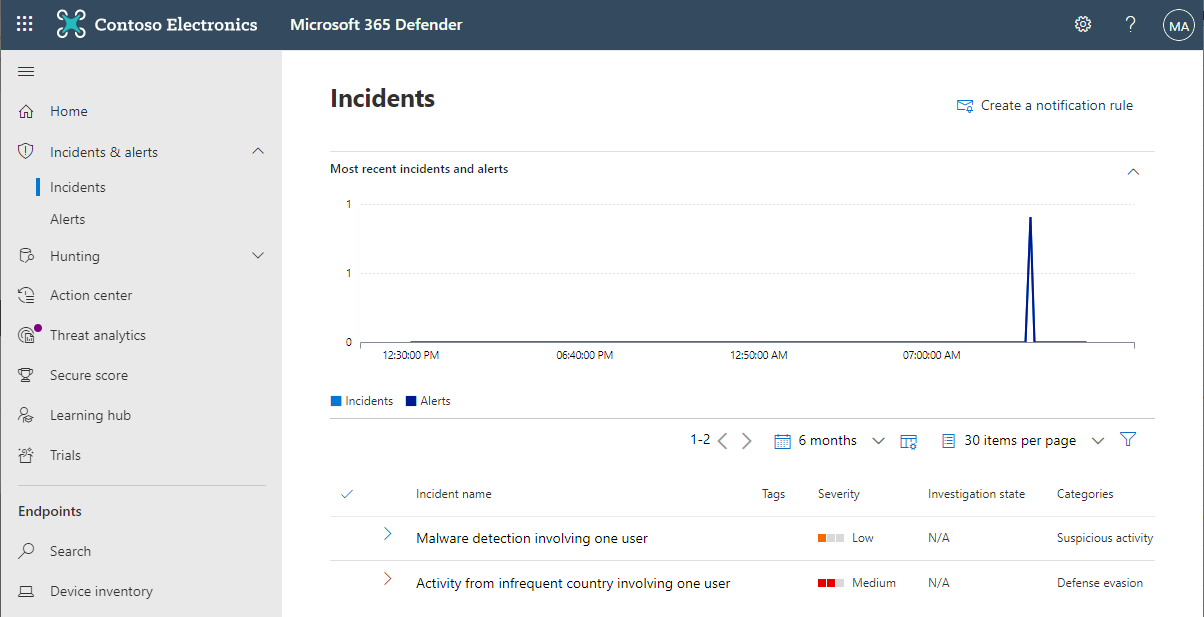 Contoso Electronics Microsoft 365 Defender ? MA
Home
Incidents & alerts
Incidents
Alerts
Hunting
Action center
Threat analytics
Secure score
Learning hub
Trials
Endpoints
Search
Device inventory
Incidents
Create a notification rule
Most recent incidents and alerts
1
1
0
12:30:00 PM 06:40:00 PM 12:50:00 AM 07:00:00 AM
Incidents Alerts
1-2 6 months 30 items per page
Incident name Tags Severity Investigation state Categories
Malware detection involving one user Low N/A Suspicious activity
Activity from infrequent country involving one user Medium N/A Defense evasion